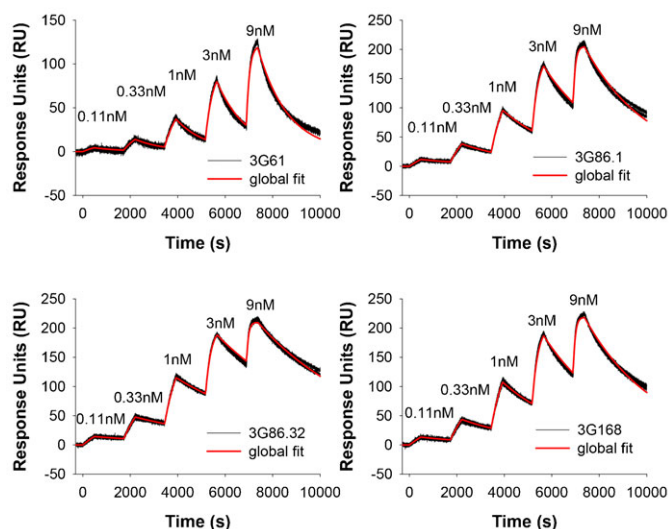 150
100
50
0
-50
Response Units (RU)
0.11nM
0.33nM
1nM
3nM
9nM
3G61
global fit
0 2000 4000 6000 8000 10000
Time (s)
250
200
150
100
50
0
-50
Response Units (RU)
0.11nM
0.33nM
1nM
3nM
9nM
3G86.1
global fit
0 2000 4000 6000 8000 10000
Time (s)
250
200
150
100
50
0
-50
Response Units (RU)
0.11nM
0.33nM
1nM
3nM
9nM
3G86.32
global fit
0 2000 4000 6000 8000 10000
Time (s)
250
200
150
100
50
0
-50
Response Units (RU)
0.11nM
0.33nM
1nM
3nM
9nM
3G168
global fit
0 2000 4000 6000 8000 10000
Time (s)